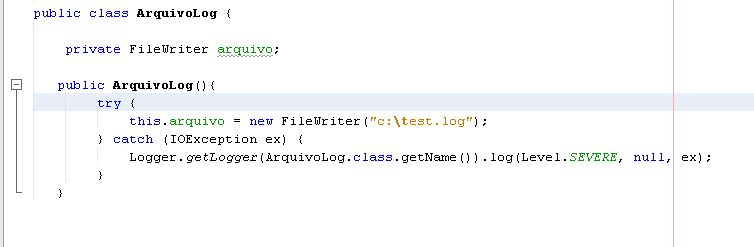 public class ArquivoLog {
private FileWriter arquivo;
public ArquivoLog(){
try {
this.arquivo = new FileWriter("c:\test.log");
} catch (IOException ex) {
Logger.getLogger(ArquivoLog.class.getName()).log(Level.SEVERE, null, ex);
}
}